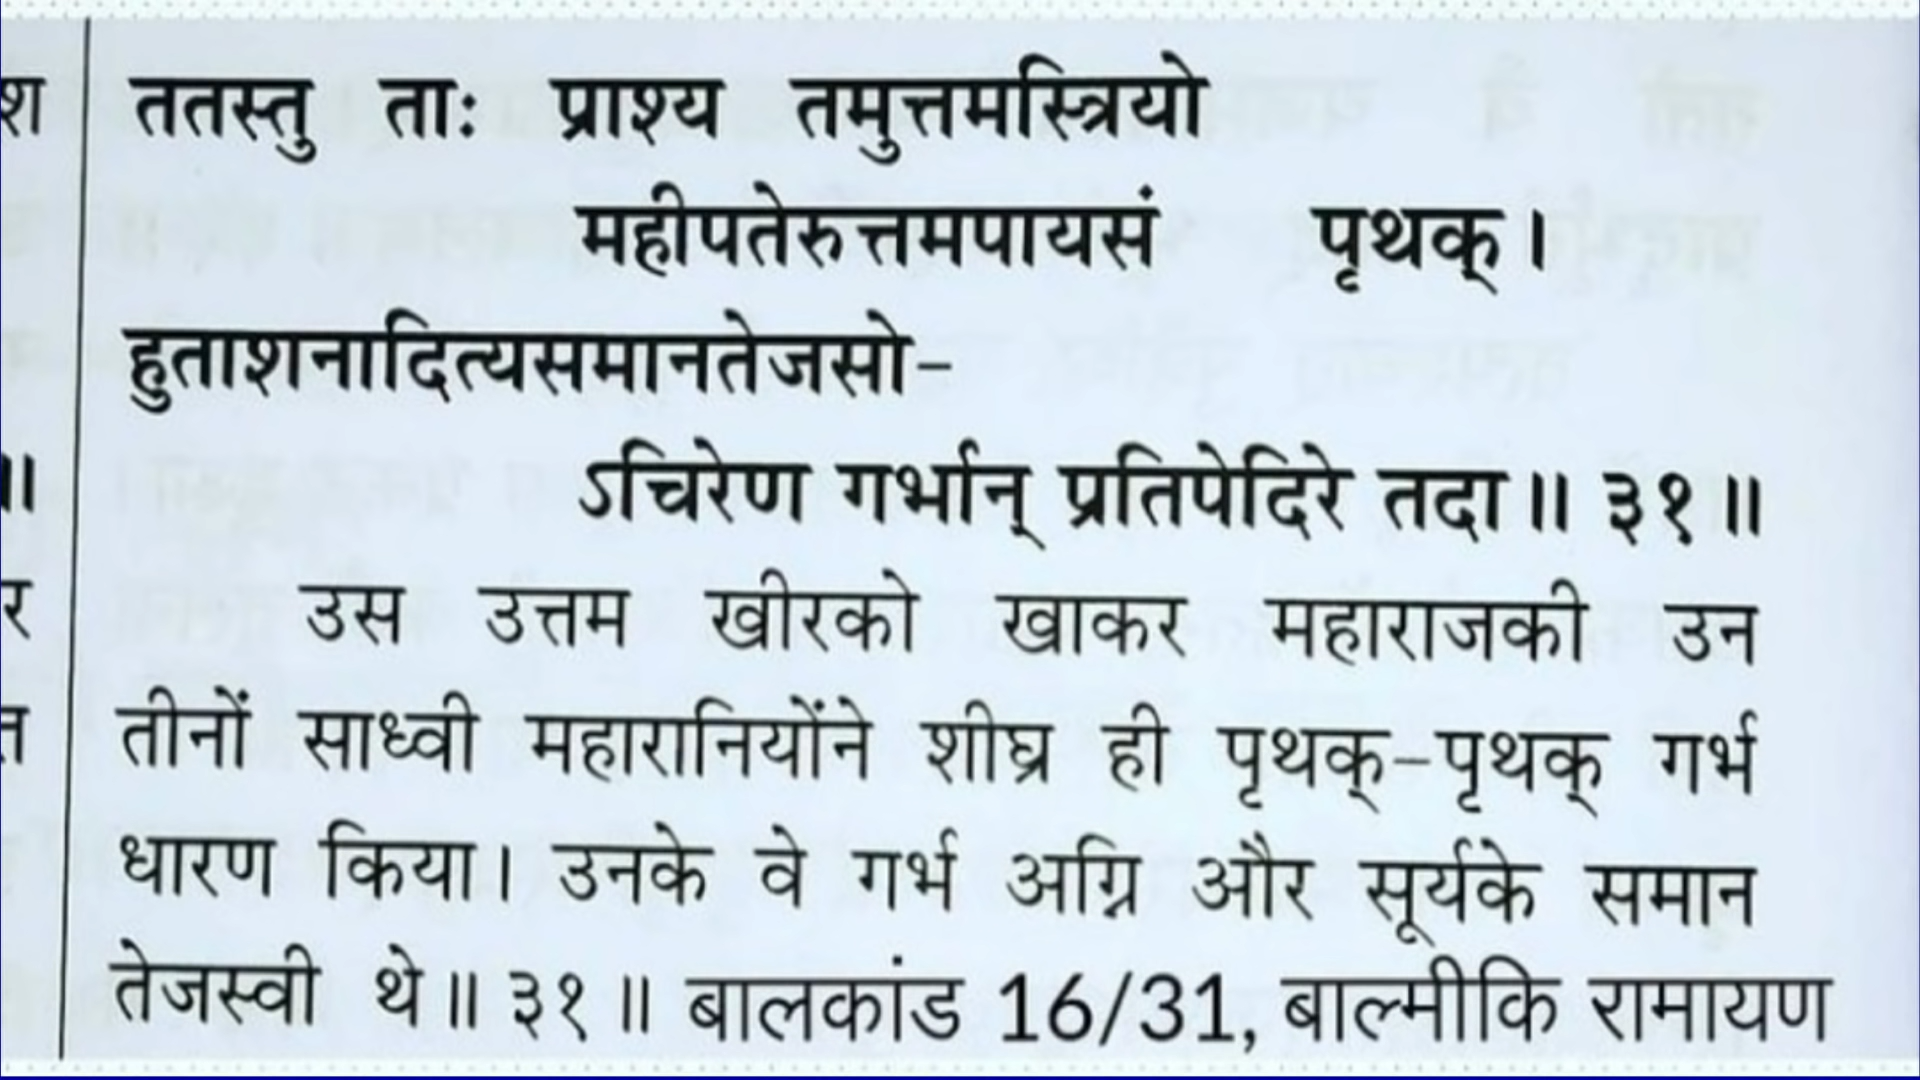 ततस्तु ताः प्राश्य तमुत्तमस्त्रियो
महीपतेरुत्तमपायसं पृथक्।
हुताशनादित्यसमानतेजसो-
ऽचिरेण गर्भान् प्रतिपेदिरे तदा॥ ३१॥
उस उत्तम खीरको खाकर महाराजकी उन
तीनों साध्वी महारानियोंने शीघ्र ही पृथक्-पृथक् गर्भ
धारण किया। उनके वे गर्भ अग्नि और सूर्यके समान
तेजस्वी थे॥ ३१॥ बालकांड 16/31, बाल्मीकि रामायण